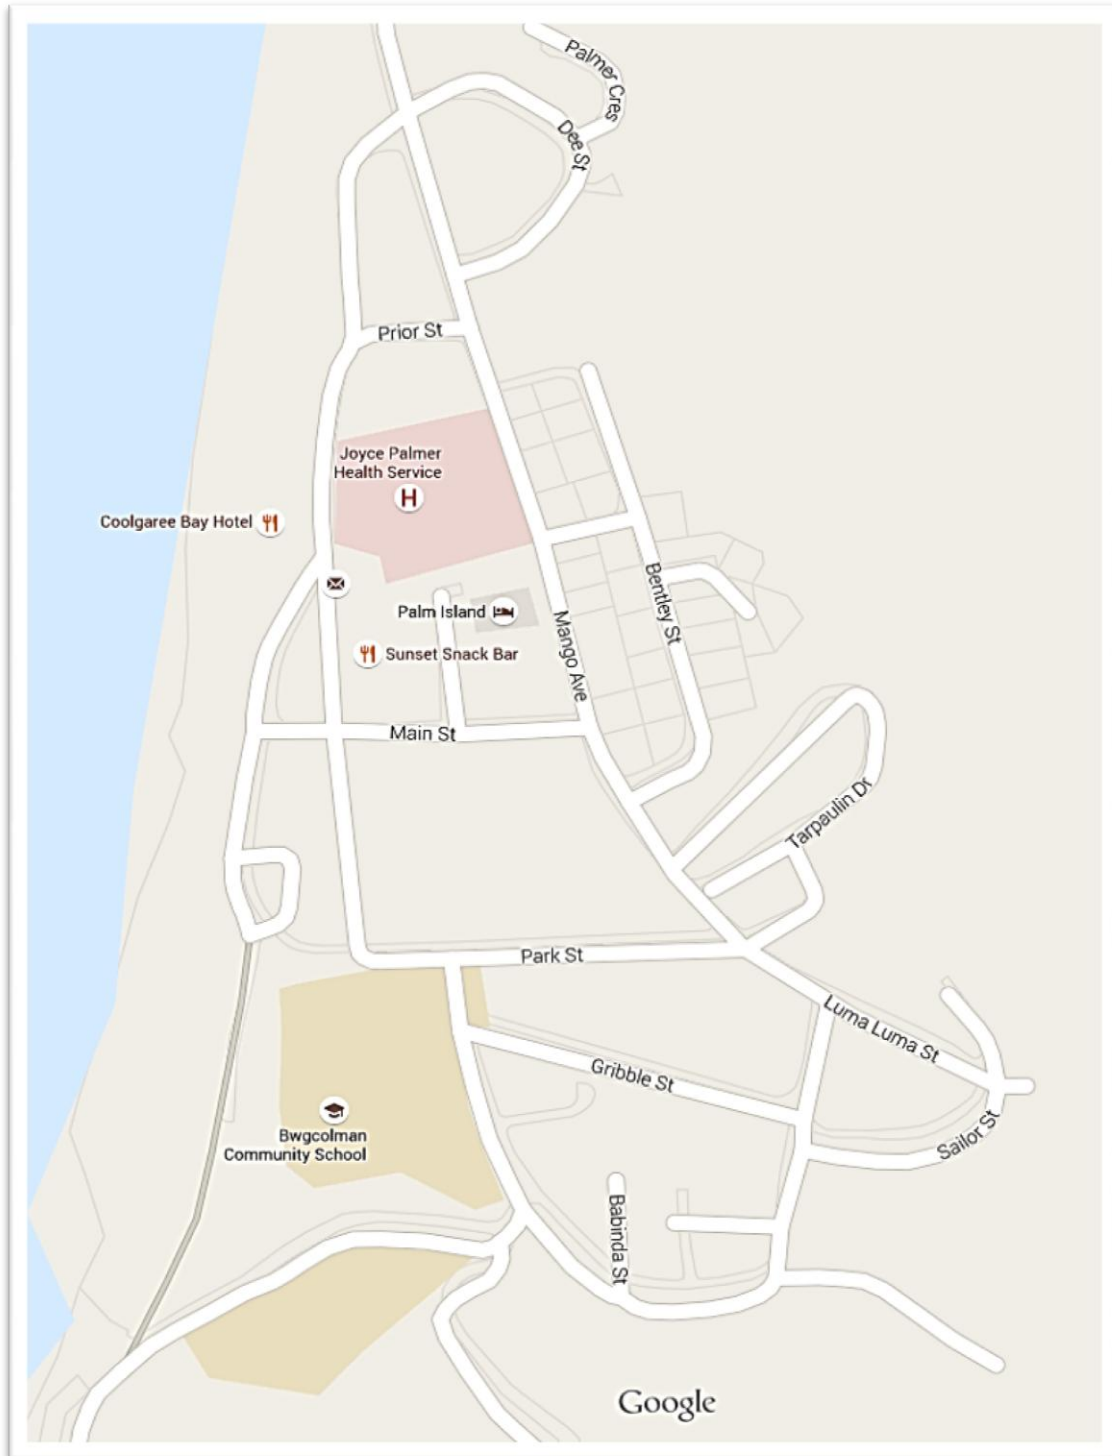 Palmer Cres
Dee St
Prior St
Joyce Palmer
Health Service
H
Coolgaree Bay Hotel
Bentley St
Palm Island
Mango Ave
Sunset Snack Bar
Main St
Tarpaulin Dr
Park St
Luma Luma St
Gribble St
Bwgcolman
Community School
Sailor St
Babinda St
Google